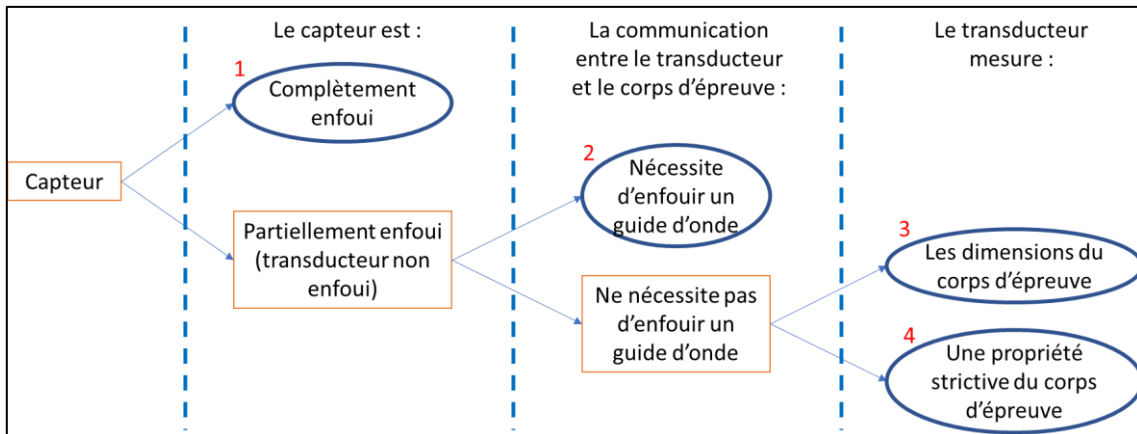 Le capteur est :
La communication
entre le transducteur
et le corps d'épreuve :
Le transducteur
mesure :
1
Complètement
enfoui
Capteur
Partiellement enfoui
(transducteur non
enfoui)
2
Nécessite
d'enfouir un
guide d'onde
Ne nécessite pas
d'enfouir un
guide d'onde
3
Les dimensions du
corps d'épreuve
4
Une propriété
strictive du corps
d'épreuve